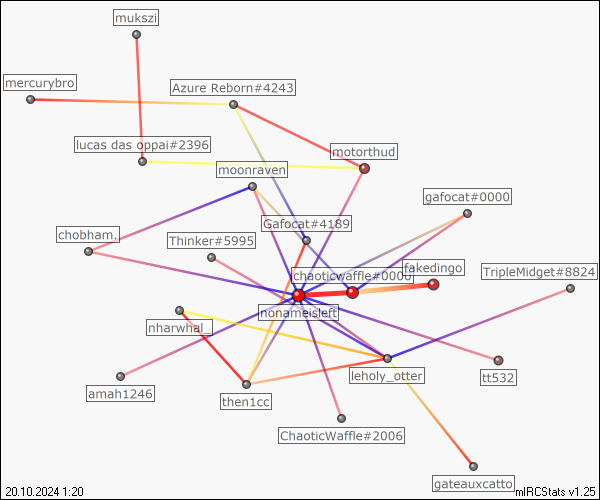 mukszi
mercurybro
Azure Reborn#4243
lucas das oppai#2396
motorthud
moonraven
gafocat#0000
Gafocat#4189
chobham.
Thinker#5995
chaoticwaffle#0000
fakedingo
TripleMidget#8824
nonameisleft
nharwhal_
leholy_otter
tt532
amah1246
then1cc
ChaoticWaffle#2006
gateauxcatto
20.10.2024 1:20
mIRCStats v1.25